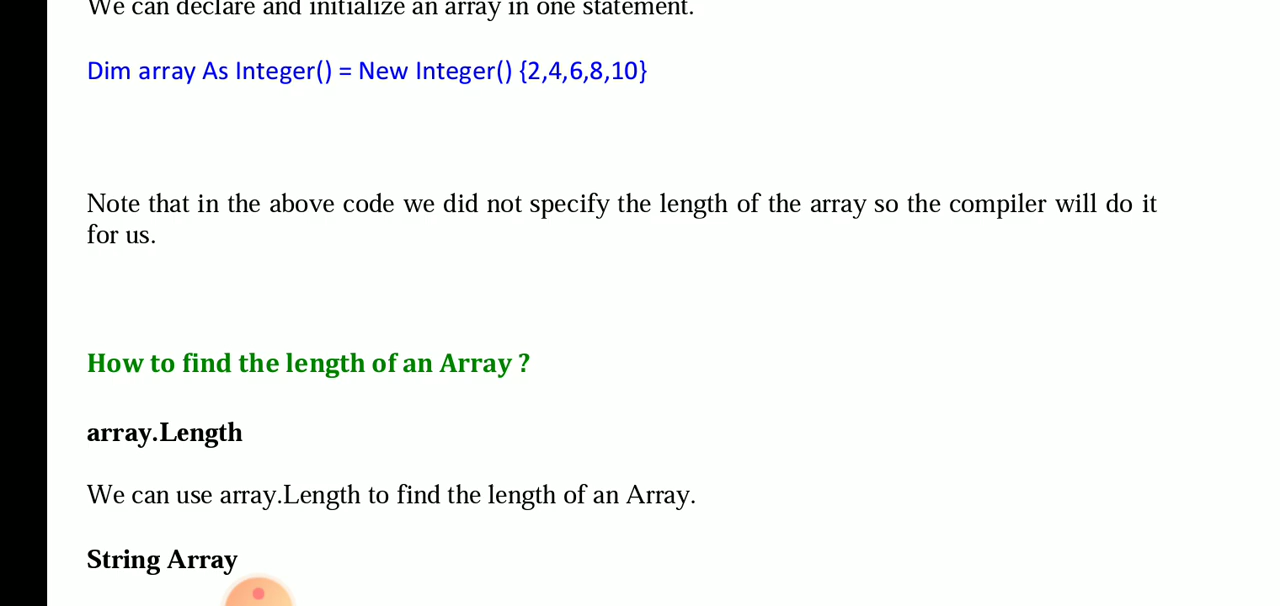 We can declare and initialize an array in one statement.
Dim array As Integer() = New Integer() {2,4,6,8,10}
Note that in the above code we did not specify the length of the array so the compiler will do it
for us.
How to find the length of an Array ?
array.Length
We can use array.Length to find the length of an Array.
String Array